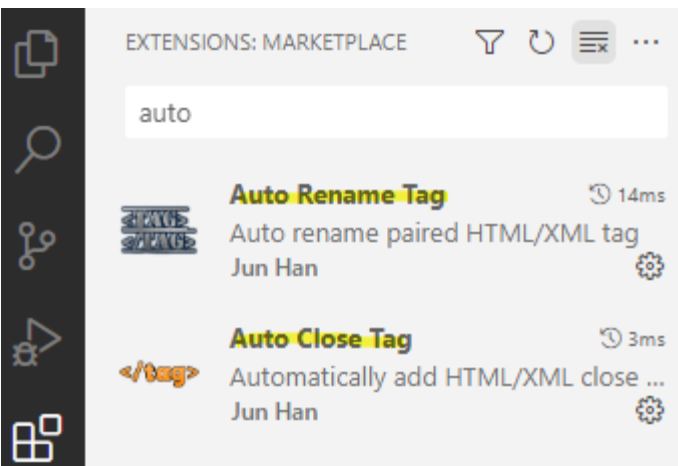 EXTENSIONS: MARKETPLACE
auto
Auto Rename Tag 14ms
Auto rename paired HTML/XML tag
Jun Han
Auto Close Tag 3ms
</tag> Automatically add HTML/XML close ...
Jun Han